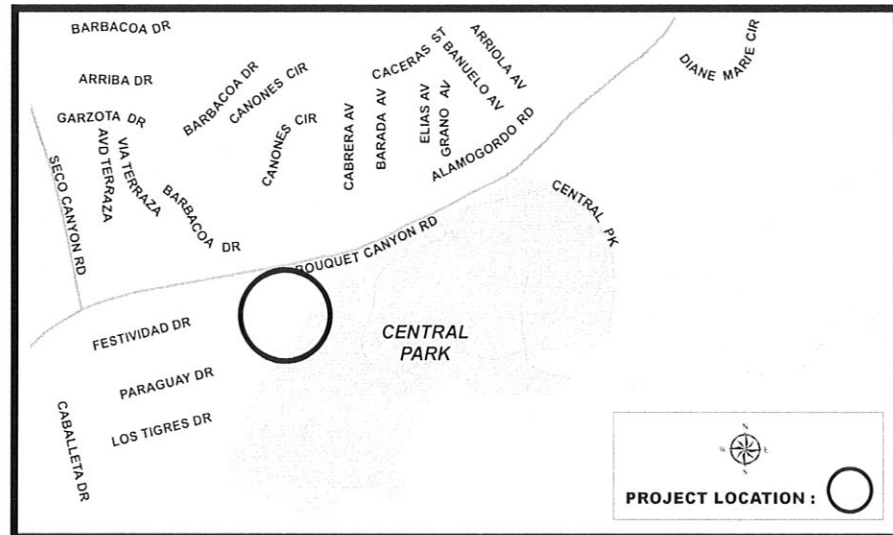 BARBACOA DR
ARRIBA DR
GARZOTA DR
SECO CANYON RD
AVD TERRAZA
VIA TERRAZA
BARBACOA DR
BARBACOA DR
CANONES CIR
CANONES CIR
CABRERA AV
BARADA AV
CACERAS ST
ELIAS AV
GRANO AV
BANUELO AV
ARRIOLA AV
ALAMOGORDO RD
DIANE MARIE CIR
CENTRAL PK
BOUQUET CANYON RD
FESTIVIDAD DR
PARAGUAY DR
LOS TIGRES DR
CABALLETA DR
CENTRAL
PARK
N
W
E
S
PROJECT LOCATION :